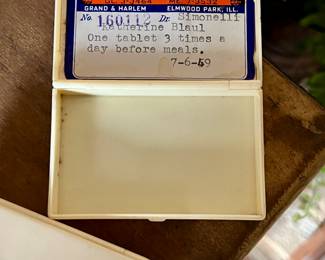 GRAND & HARLEM ELMWOOD PARK, ILL.
No. 160112 Dr. Simonelli
Katherine Blaul
One tablet 3 times a
day before meals.
7-6-59